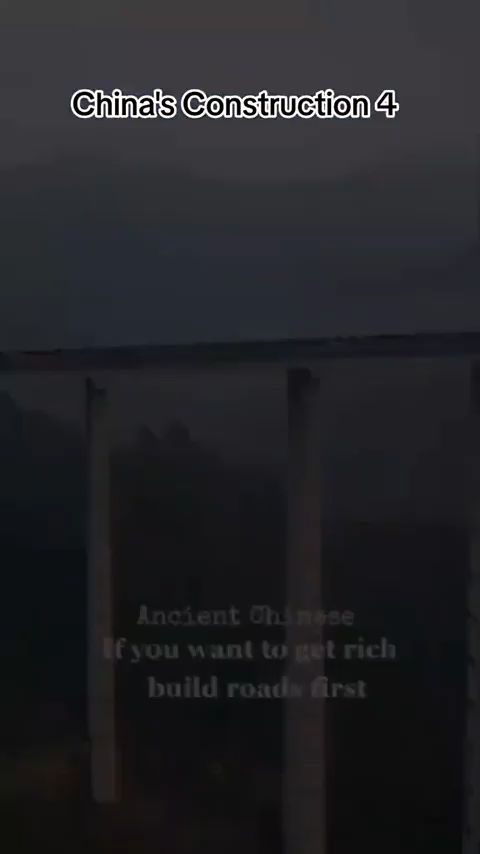 China's Construction 4
Ancient Chinese
If you want to get rich
build roads first